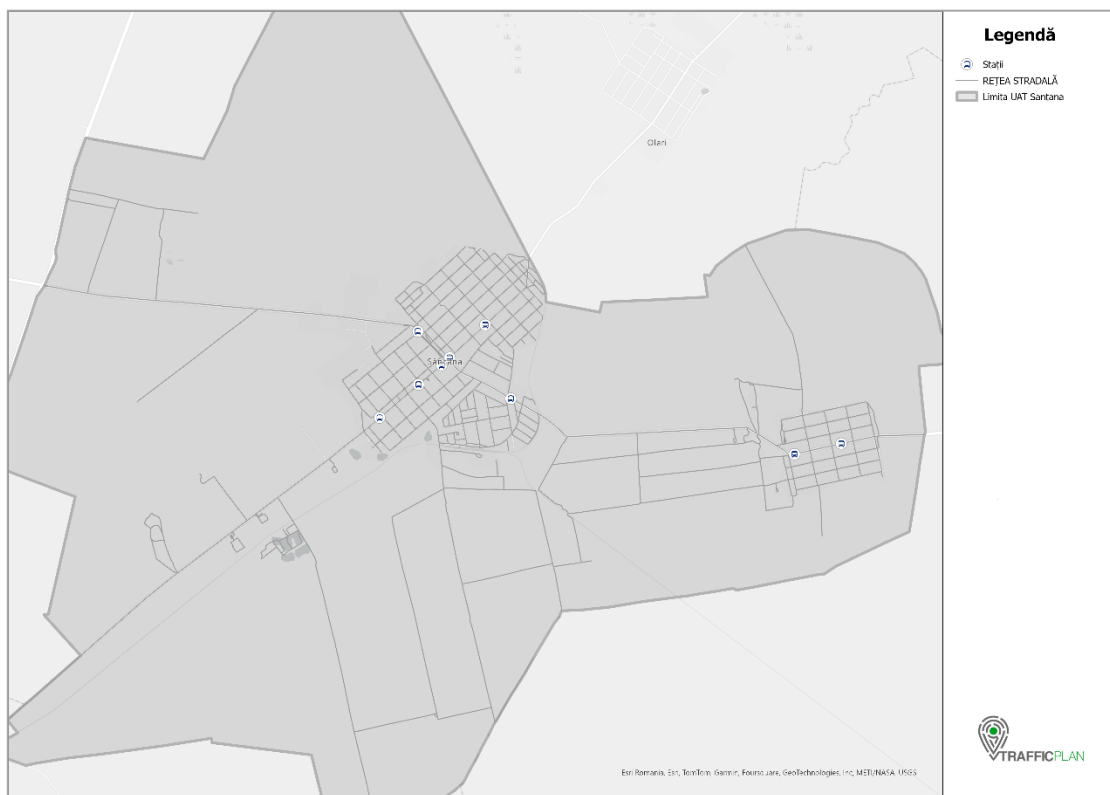 Legendă
Stații
REȚEA STRADALĂ
Limita UAT Santana
Olari
Sântana
TRAFFICPLAN
Esri Romania, Esri, TomTom, Garmin, Foursquare, GeoTechnologies, Inc, METI/NASA, USGS